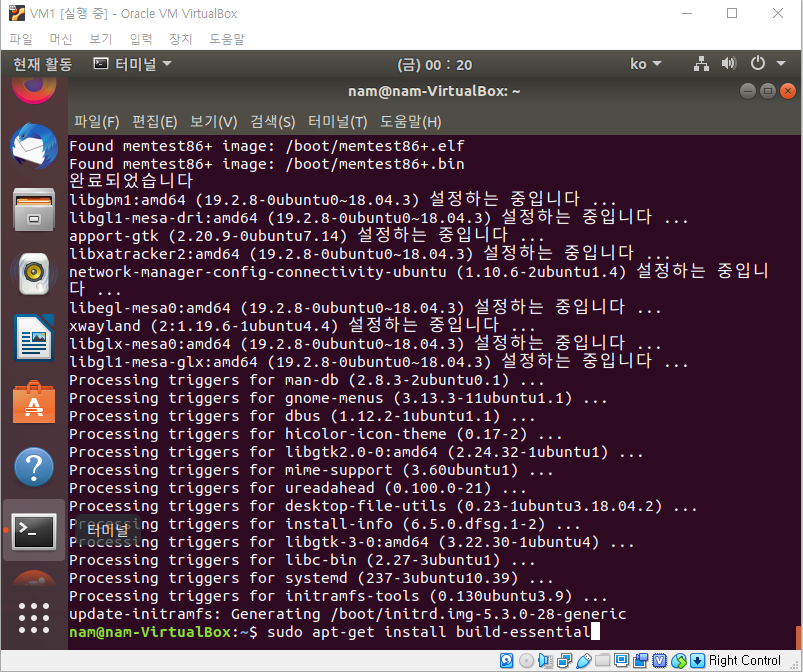 VM1 [실행 중] - Oracle VM VirtualBox
파일 머신 보기 입력 장치 도움말
현재 활동 터미널 (금) 00 : 20 ko
nam@nam-VirtualBox: ~
파일(F) 편집(E) 보기(V) 검색(S) 터미널(T) 도움말(H)
Found memtest86+ image: /boot/memtest86+.elf
Found memtest86+ image: /boot/memtest86+.bin
완료되었습니다
libgbm1:amd64 (19.2.8-0ubuntu0~18.04.3) 설정하는 중입니다 ...
libgl1-mesa-dri:amd64 (19.2.8-0ubuntu0~18.04.3) 설정하는 중입니다 ...
apport-gtk (2.20.9-0ubuntu7.14) 설정하는 중입니다 ...
libxatracker2:amd64 (19.2.8-0ubuntu0~18.04.3) 설정하는 중입니다 ...
network-manager-config-connectivity-ubuntu (1.10.6-2ubuntu1.4) 설정하는 중입니
다 ...
libegl-mesa0:amd64 (19.2.8-0ubuntu0~18.04.3) 설정하는 중입니다 ...
xwayland (2:1.19.6-1ubuntu4.4) 설정하는 중입니다 ...
libglx-mesa0:amd64 (19.2.8-0ubuntu0~18.04.3) 설정하는 중입니다 ...
libgl1-mesa-glx:amd64 (19.2.8-0ubuntu0~18.04.3) 설정하는 중입니다 ...
Processing triggers for man-db (2.8.3-2ubuntu0.1) ...
Processing triggers for gnome-menus (3.13.3-11ubuntu1.1) ...
Processing triggers for dbus (1.12.2-1ubuntu1.1) ...
Processing triggers for hicolor-icon-theme (0.17-2) ...
Processing triggers for libgtk2.0-0:amd64 (2.24.32-1ubuntu1) ...
Processing triggers for mime-support (3.60ubuntu1) ...
Processing triggers for ureadahead (0.100.0-21) ...
Processing triggers for desktop-file-utils (0.23-1ubuntu3.18.04.2) ...
Processing triggers for install-info (6.5.0.dfsg.1-2) ...
터미널
Processing triggers for libgtk-3-0:amd64 (3.22.30-1ubuntu4) ...
Processing triggers for libc-bin (2.27-3ubuntu1) ...
Processing triggers for systemd (237-3ubuntu10.39) ...
Processing triggers for initramfs-tools (0.130ubuntu3.9) ...
update-initramfs: Generating /boot/initrd.img-5.3.0-28-generic
nam@nam-VirtualBox:~$ sudo apt-get install build-essential
Right Control